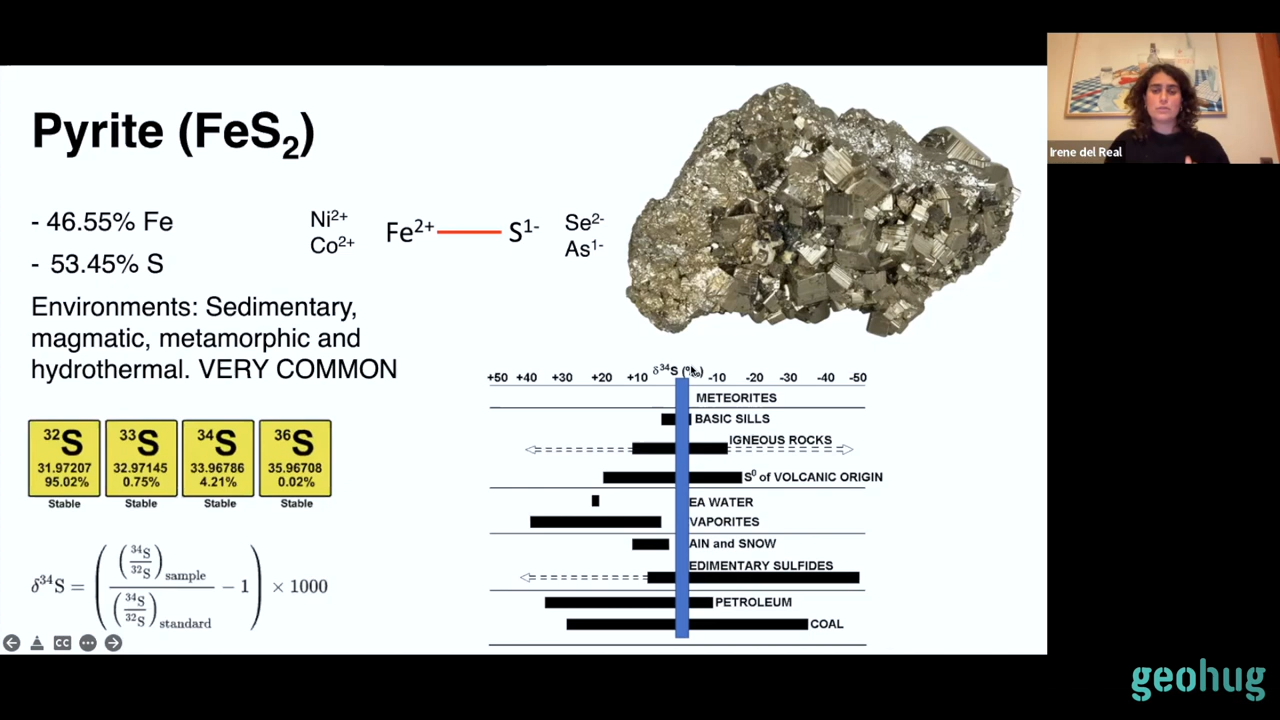 Pyrite (FeS₂)
- 46.55% Fe
- 53.45% S
Environments: Sedimentary,
magmatic, metamorphic and
hydrothermal. VERY COMMON
Ni²⁺
Co²⁺
Fe²⁺ S¹⁻
Se²⁻
As¹⁻
³²S
31.97207
95.02%
Stable
³³S
32.97145
0.75%
Stable
³⁴S
33.96786
4.21%
Stable
³⁶S
35.96708
0.02%
Stable
δ³⁴S = ( (³⁴S/³²S) sample / (³⁴S/³²S) standard − 1 ) × 1000
δ³⁴S (‰)
+50 +40 +30 +20 +10 -10 -20 -30 -40 -50
METEORITES
BASIC SILLS
IGNEOUS ROCKS
S⁰ of VOLCANIC ORIGIN
EA WATER
VAPORITES
AIN and SNOW
EDIMENTARY SULFIDES
PETROLEUM
COAL
CC
Irene del Real
geohug